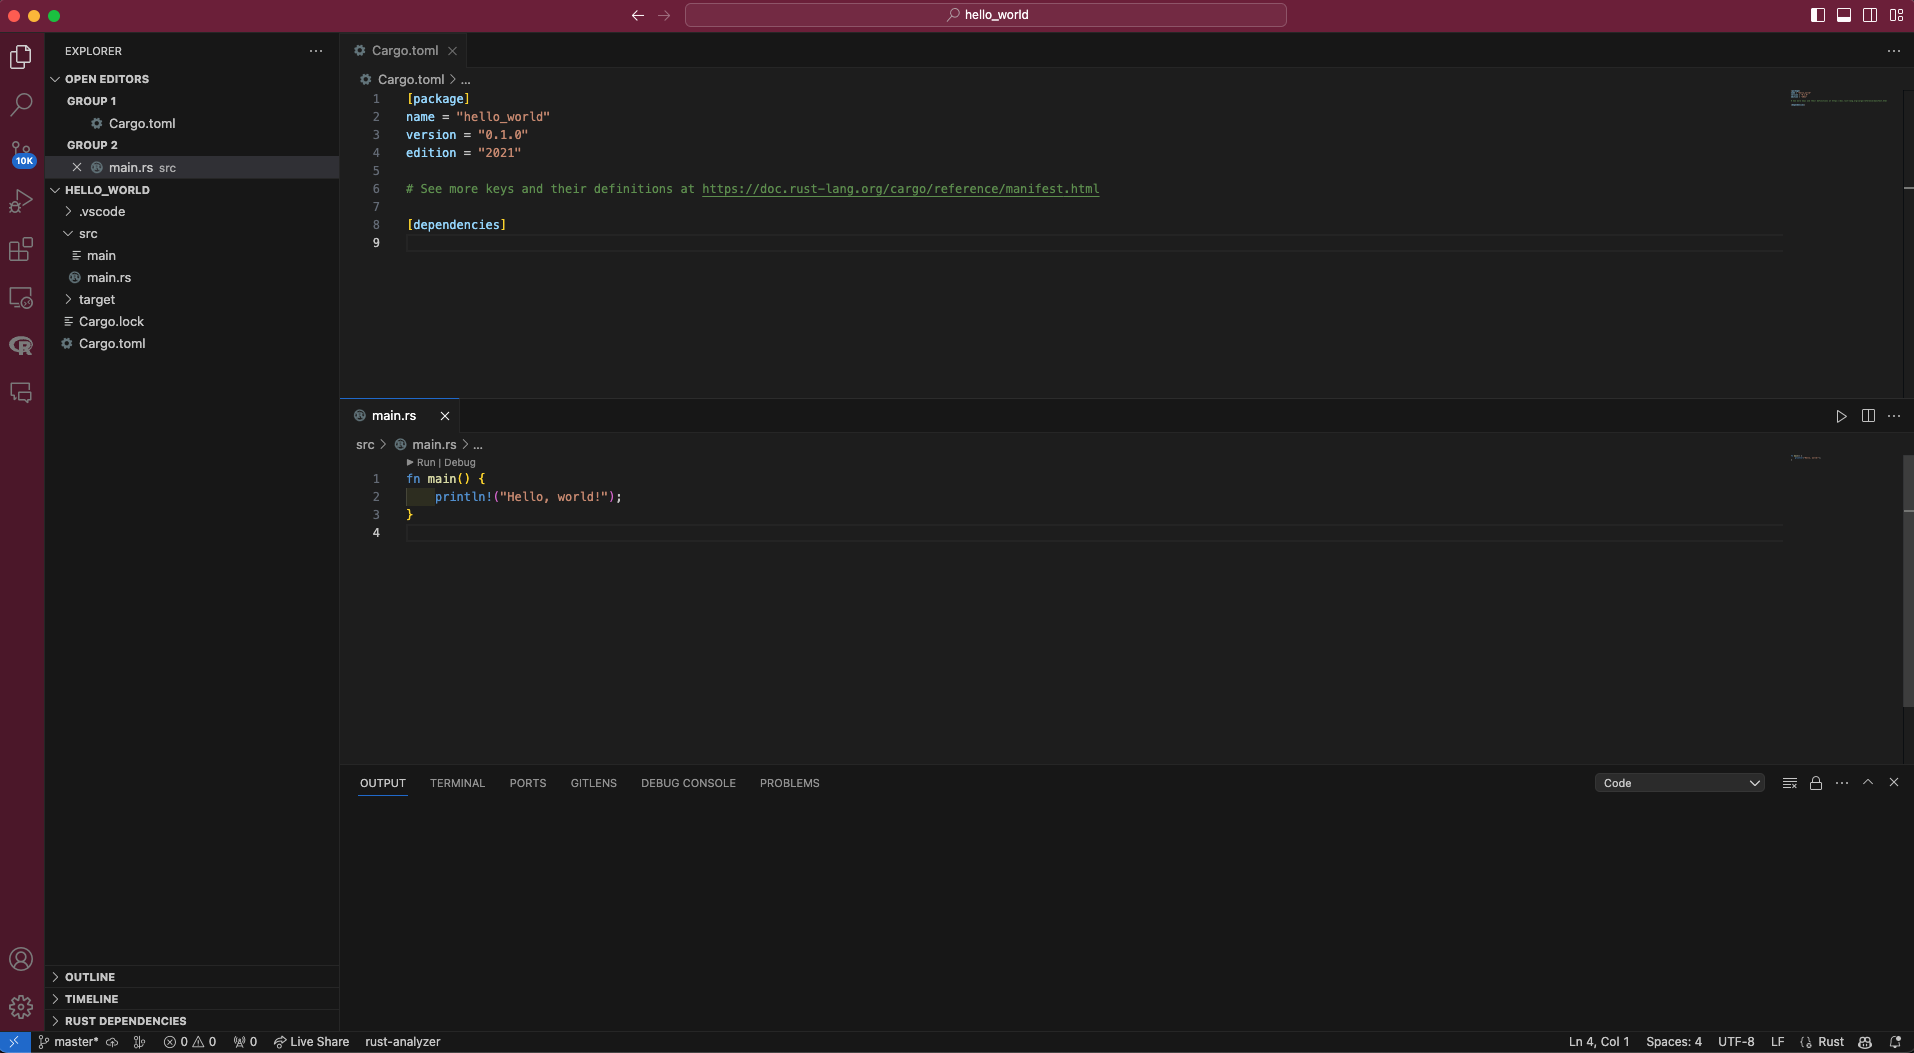 hello_world
EXPLORER
OPEN EDITORS
GROUP 1
Cargo.toml
GROUP 2
main.rs src
HELLO_WORLD
.vscode
src
main
main.rs
target
Cargo.lock
Cargo.toml
OUTLINE
TIMELINE
RUST DEPENDENCIES
10K
Cargo.toml
Cargo.toml > ...
1 [package]
2 name = "hello_world"
3 version = "0.1.0"
4 edition = "2021"
5
6 # See more keys and their definitions at https://doc.rust-lang.org/cargo/reference/manifest.html
7
8 [dependencies]
9
main.rs
src > main.rs > ...
Run | Debug
1 fn main() {
2     println!("Hello, world!");
3 }
4
OUTPUT TERMINAL PORTS GITLENS DEBUG CONSOLE PROBLEMS
Code
master* 0 0 0 Live Share rust-analyzer Ln 4, Col 1 Spaces: 4 UTF-8 LF Rust